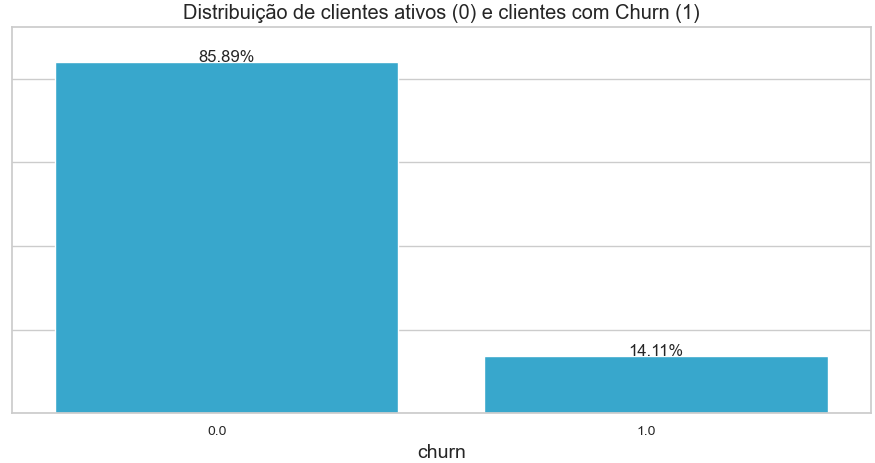 Distribuição de clientes ativos (0) e clientes com Churn (1)
85.89%
14.11%
0.0
1.0
churn